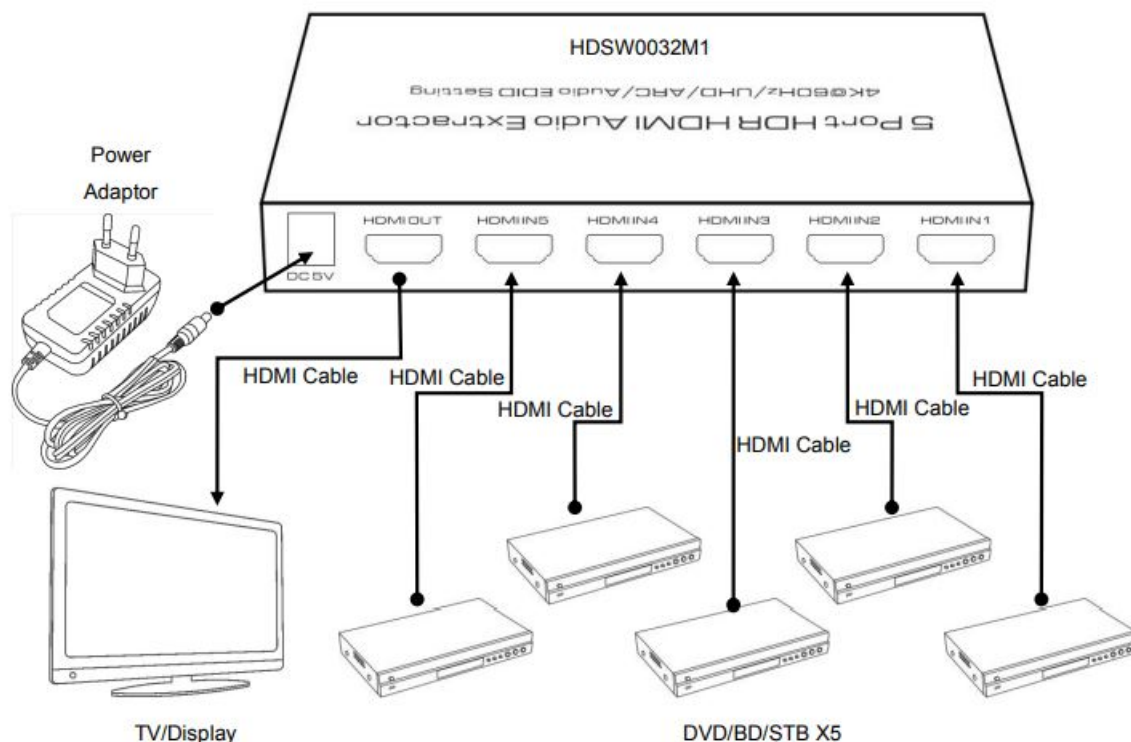 HDSW0032M1
4K@60Hz/UHD/ARC/Audio EDID Setting
5 Port HDR HDMI Audio Extractor
Power
Adaptor
HDMI OUT HDMI IN5 HDMI IN4 HDMI IN3 HDMI IN2 HDMI IN1
DC 5V
HDMI Cable
HDMI Cable
HDMI Cable
HDMI Cable
HDMI Cable
HDMI Cable
TV/Display
DVD/BD/STB X5